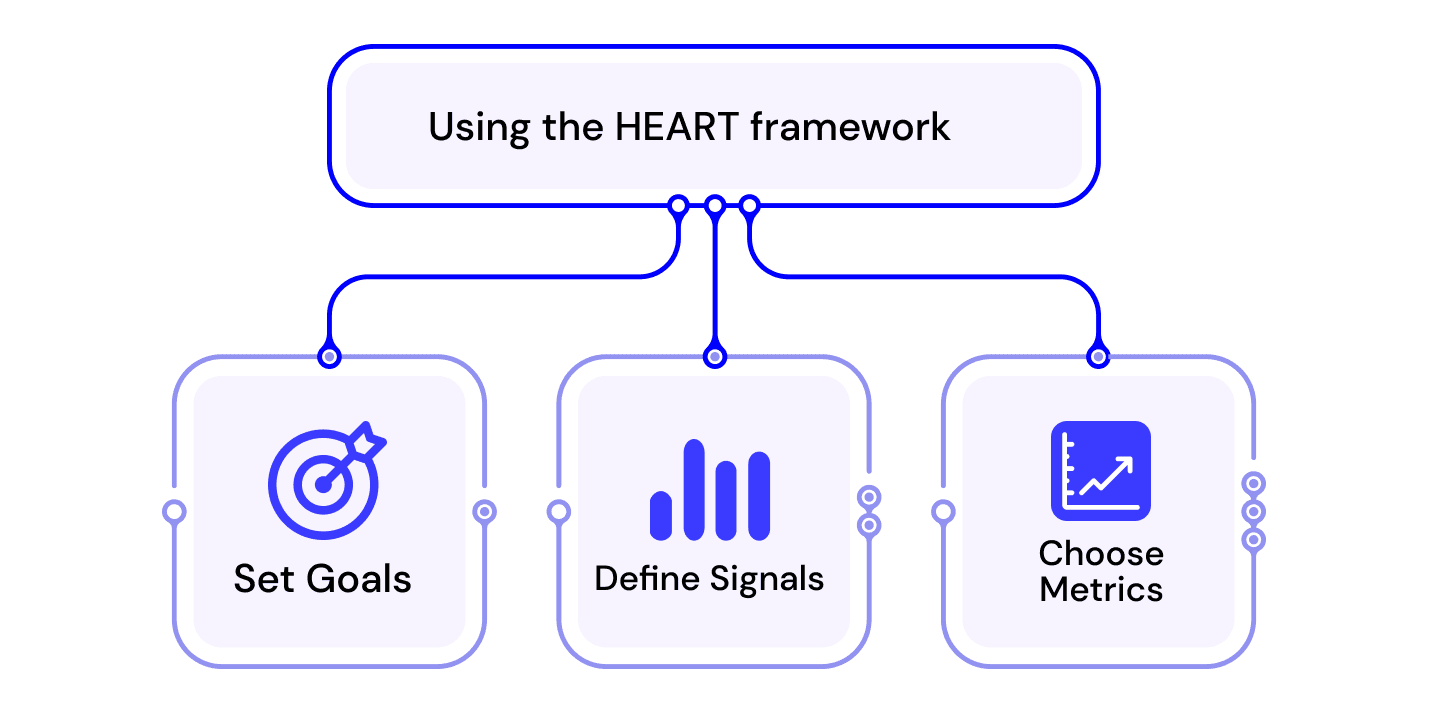 Using the HEART framework
Set Goals
Define Signals
Choose
Metrics